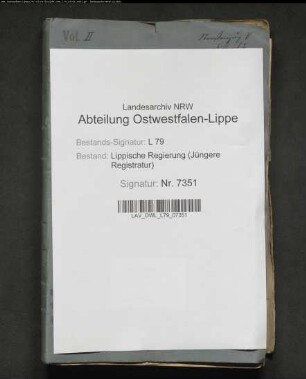 Vol. II
Landesarchiv NRW
Abteilung Ostwestfalen-Lippe
Bestands-Signatur: L 79
Bestand: Lippische Regierung (Jüngere
Registratur)
Signatur: Nr. 7351
LAV_OWL_L79_07351